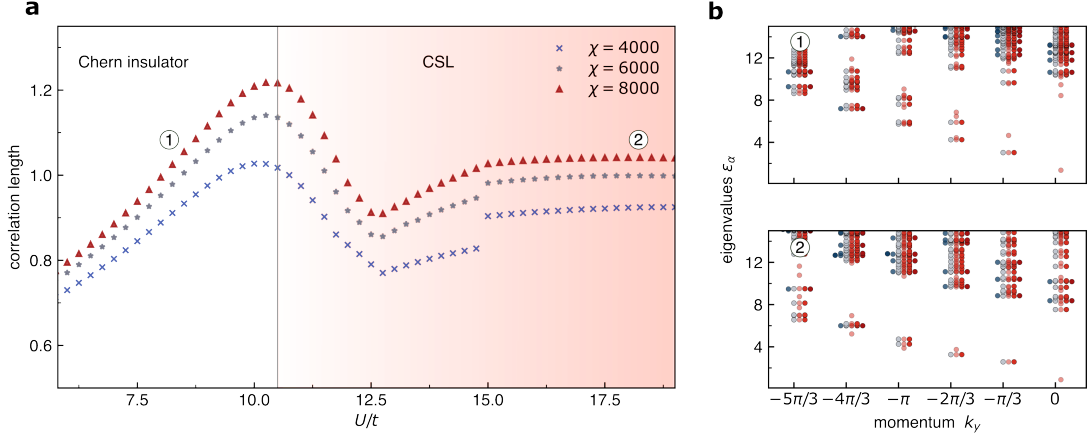 a
Chern insulator
CSL
χ = 4000
χ = 6000
χ = 8000
1
2
correlation length
1.2
1.0
0.8
0.6
7.5
10.0
12.5
15.0
17.5
U/t
b
1
12
8
4
2
12
8
4
eigenvalues εα
−5π/3
−4π/3
−π
−2π/3
−π/3
0
momentum ky